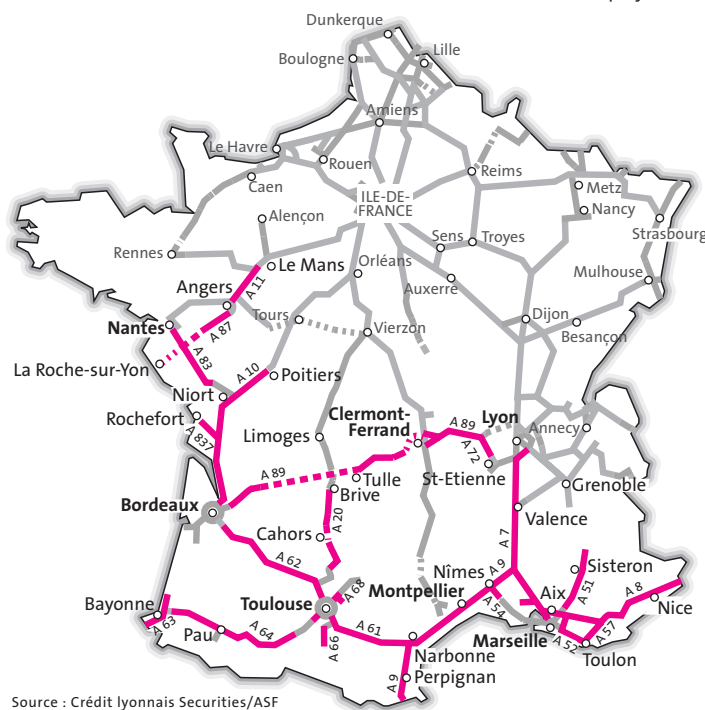 Dunkerque
Lille
Boulogne
Amiens
Le Havre
Rouen
Reims
Caen
Metz
ILE-DE-
FRANCE
Nancy
Alençon
Strasbourg
Sens
Troyes
Rennes
Le Mans
Orléans
Mulhouse
Angers
A 11
Auxerre
Tours
Dijon
Nantes
A 87
Vierzon
Besançon
A 83
La Roche-sur-Yon
A 10
Poitiers
Niort
Rochefort
Clermont-
Ferrand
A 89
Lyon
Annecy
A 837
Limoges
A 72
A 89
Tulle
St-Etienne
Grenoble
Brive
Bordeaux
A 20
Valence
Cahors
A 7
A 62
Nîmes
A 9
Sisteron
A 68
Montpellier
A 51
Aix
A 8
Bayonne
Toulouse
A 54
Nice
A 63
Pau
A 64
A 66
A 61
Marseille
A 52
A 57
Toulon
Narbonne
A 9
Perpignan
Source : Crédit lyonnais Securities/ASF